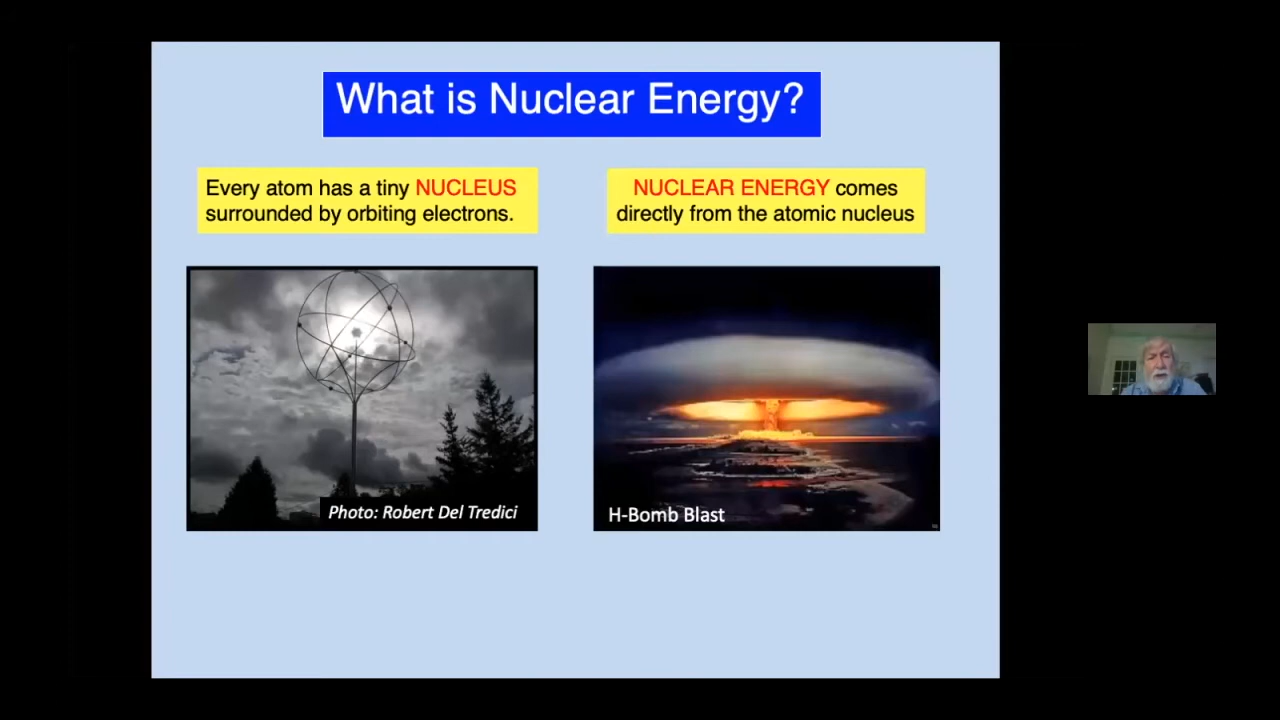 What is Nuclear Energy?
Every atom has a tiny NUCLEUS
surrounded by orbiting electrons.
NUCLEAR ENERGY comes
directly from the atomic nucleus
Photo: Robert Del Tredici
H-Bomb Blast